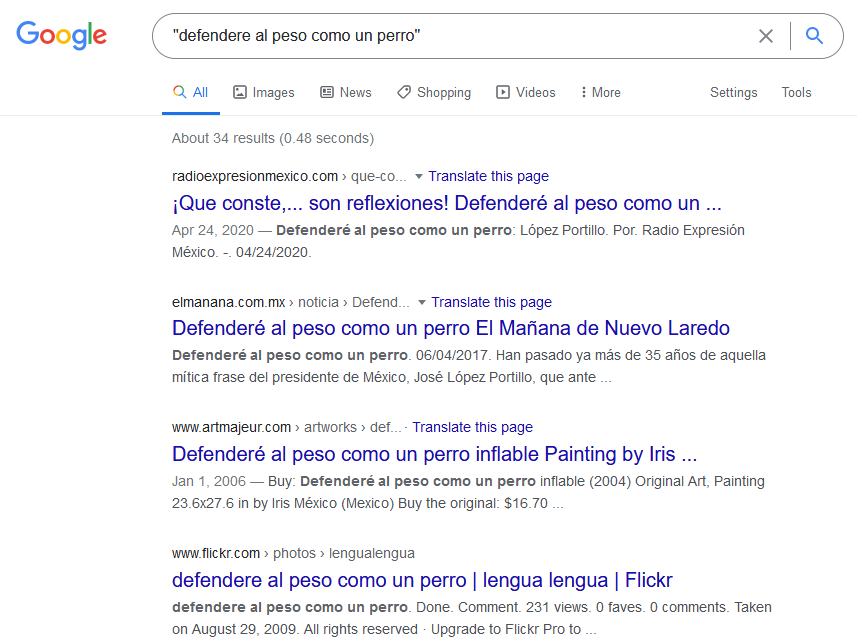 Google
"defendere al peso como un perro"
All Images News Shopping Videos More Settings Tools
About 34 results (0.48 seconds)
radioexpresionmexico.com › que-co... Translate this page
¡Que conste,... son reflexiones! Defenderé al peso como un ...
Apr 24, 2020 — Defenderé al peso como un perro: López Portillo. Por. Radio Expresión
México. -. 04/24/2020.
elmanana.com.mx › noticia › Defend... Translate this page
Defenderé al peso como un perro El Mañana de Nuevo Laredo
Defenderé al peso como un perro. 06/04/2017. Han pasado ya más de 35 años de aquella
mítica frase del presidente de México, José López Portillo, que ante ...
www.artmajeur.com › artworks › def... · Translate this page
Defenderé al peso como un perro inflable Painting by Iris ...
Jan 1, 2006 — Buy: Defenderé al peso como un perro inflable (2004) Original Art, Painting
23.6x27.6 in by Iris México (Mexico) Buy the original: $16.70 ...
www.flickr.com › photos › lengualengua
defendere al peso como un perro | lengua lengua | Flickr
defendere al peso como un perro. Done. Comment. 231 views. 0 faves. 0 comments. Taken
on August 29, 2009. All rights reserved · Upgrade to Flickr Pro to ...